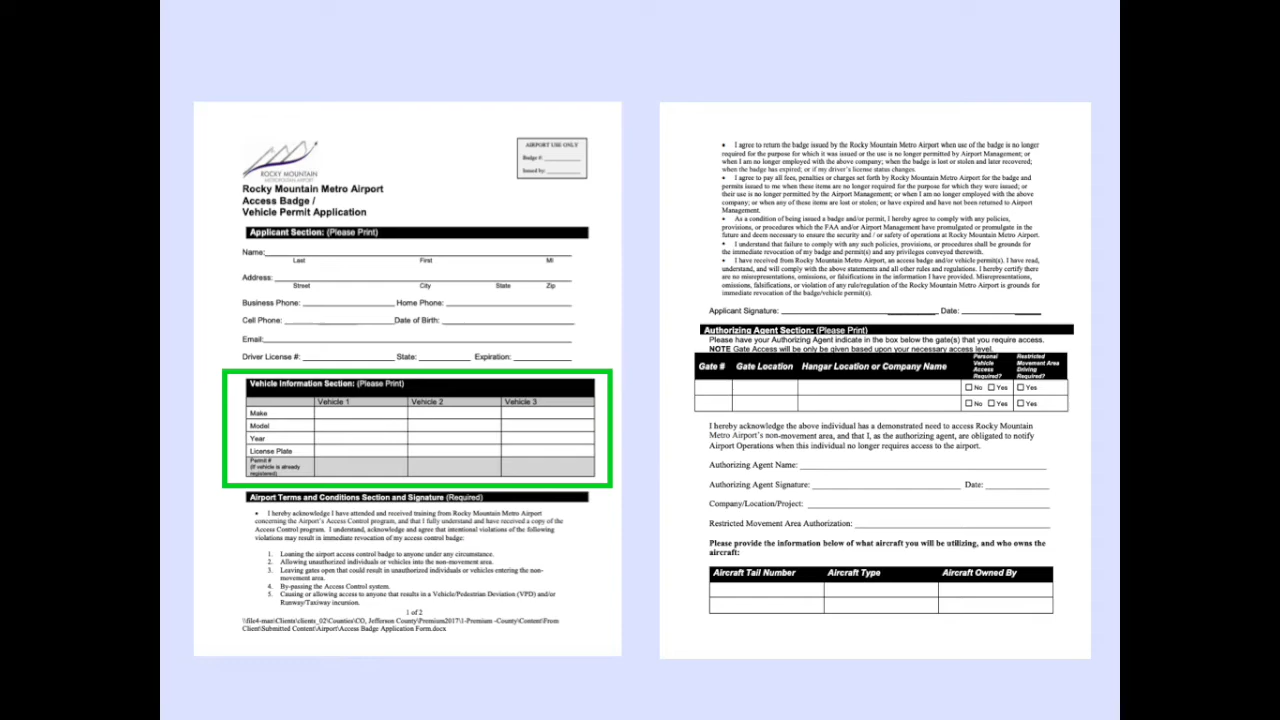 ROCKY MOUNTAIN
METROPOLITAN AIRPORT
AIRPORT USE ONLY
Badge #: ____________
Issued by: ___________
Rocky Mountain Metro Airport
Access Badge /
Vehicle Permit Application
Applicant Section: (Please Print)
Name:
Last First MI
Address:
Street City State Zip
Business Phone: Home Phone:
Cell Phone: Date of Birth:
Email:
Driver License #: State: Expiration:
Vehicle Information Section: (Please Print)
Vehicle 1 Vehicle 2 Vehicle 3
Make
Model
Year
License Plate
Permit #
(If vehicle is already
registered)
Airport Terms and Conditions Section and Signature (Required)
• I hereby acknowledge I have attended and received training from Rocky Mountain Metro Airport
concerning the Airport's Access Control program, and that I fully understand and have received a copy of the
Access Control program. I understand, acknowledge and agree that intentional violations of the following
violations may result in immediate revocation of my access control badge:
1. Loaning the airport access control badge to anyone under any circumstance.
2. Allowing unauthorized individuals or vehicles into the non-movement area.
3. Leaving gates open that could result in unauthorized individuals or vehicles entering the non-
movement area.
4. By-passing the Access Control system.
5. Causing or allowing access to anyone that results in a Vehicle/Pedestrian Deviation (VPD) and/or
Runway/Taxiway incursion.
1 of 2
\\file4-man\Clients\clients_02\Counties\CO, Jefferson County\Premium2017\1-Premium -County\Content\From
Client\Submitted Content\Airport\Access Badge Application Form.docx
• I agree to return the badge issued by the Rocky Mountain Metro Airport when use of the badge is no longer
required for the purpose for which it was issued or the use is no longer permitted by Airport Management; or
when I am no longer employed with the above company; when the badge is lost or stolen and later recovered;
when the badge has expired; or if my driver's license status changes.
• I agree to pay all fees, penalties or charges set forth by Rocky Mountain Metro Airport for the badge and
permits issued to me when these items are no longer required for the purpose for which they were issued; or
their use is no longer permitted by the Airport Management; or when I am no longer employed with the above
company; or when any of these items are lost or stolen; or have expired and have not been returned to Airport
Management.
• As a condition of being issued a badge and/or permit, I hereby agree to comply with any policies,
provisions, or procedures which the FAA and/or Airport Management have promulgated or promulgate in the
future and deem necessary to ensure the security and / or safety of operations at Rocky Mountain Metro Airport.
• I understand that failure to comply with any such policies, provisions, or procedures shall be grounds for
the immediate revocation of my badge and permit(s) and any privileges conveyed therewith.
• I have received from Rocky Mountain Metro Airport, an access badge and/or vehicle permit(s). I have read,
understand, and will comply with the above statements and all other rules and regulations. I hereby certify there
are no misrepresentations, omissions, or falsifications in the information I have provided. Misrepresentations,
omissions, falsifications, or violation of any rule/regulation of the Rocky Mountain Metro Airport is grounds for
immediate revocation of the badge/vehicle permit(s).
Applicant Signature: Date:
Authorizing Agent Section: (Please Print)
Please have your Authorizing Agent indicate in the box below the gate(s) that you require access.
NOTE Gate Access will be only be given based upon your necessary access level.
Gate # Gate Location Hangar Location or Company Name Personal Vehicle Access Required? Restricted Movement Area Driving Required?
☐ No ☐ Yes ☐ Yes
☐ No ☐ Yes ☐ Yes
I hereby acknowledge the above individual has a demonstrated need to access Rocky Mountain
Metro Airport's non-movement area, and that I, as the authorizing agent, are obligated to notify
Airport Operations when this individual no longer requires access to the airport.
Authorizing Agent Name:
Authorizing Agent Signature: Date:
Company/Location/Project:
Restricted Movement Area Authorization:
Please provide the information below of what aircraft you will be utilizing, and who owns the
aircraft:
Aircraft Tail Number Aircraft Type Aircraft Owned By